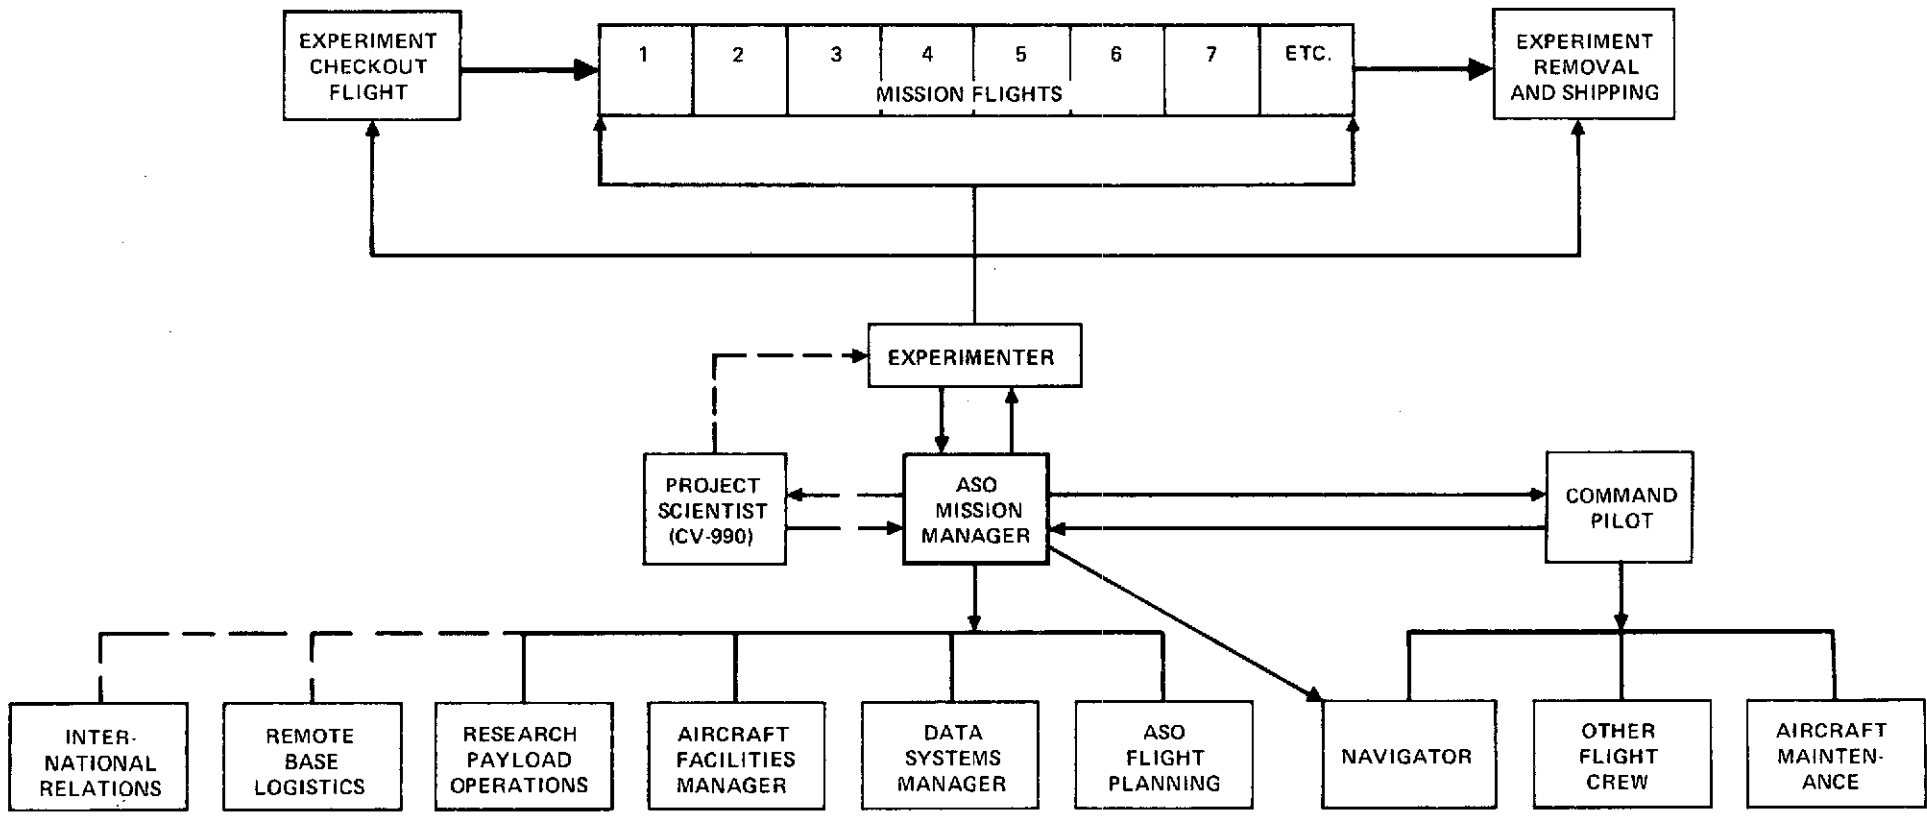 EXPERIMENT
CHECKOUT
FLIGHT
1 2 3 4 5 6 7 ETC.
MISSION FLIGHTS
EXPERIMENT
REMOVAL
AND SHIPPING
EXPERIMENTER
PROJECT
SCIENTIST
(CV-990)
ASO
MISSION
MANAGER
COMMAND
PILOT
INTER-
NATIONAL
RELATIONS
REMOTE
BASE
LOGISTICS
RESEARCH
PAYLOAD
OPERATIONS
AIRCRAFT
FACILITIES
MANAGER
DATA
SYSTEMS
MANAGER
ASO
FLIGHT
PLANNING
NAVIGATOR
OTHER
FLIGHT
CREW
AIRCRAFT
MAINTEN-
ANCE